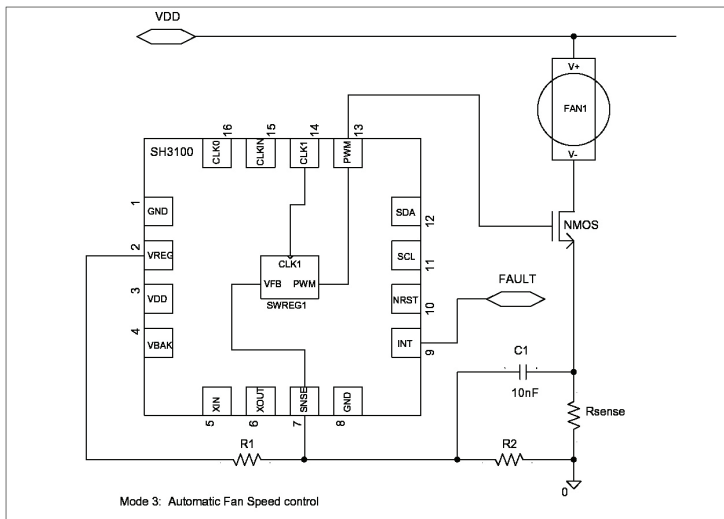 VDD
V+
FAN1
V-
SH3100
16
CLK0
15
CLKIN
14
CLK1
13
PWM
1
GND
2
VREG
3
VDD
4
VBAK
SDA
12
SCL
11
NRST
10
INT
9
CLK1
VFB PWM
SWREG1
NMOS
FAULT
C1
10nF
XIN
5
XOUT
6
SNSE
7
GND
8
R1
R2
Rsense
0
Mode 3: Automatic Fan Speed control